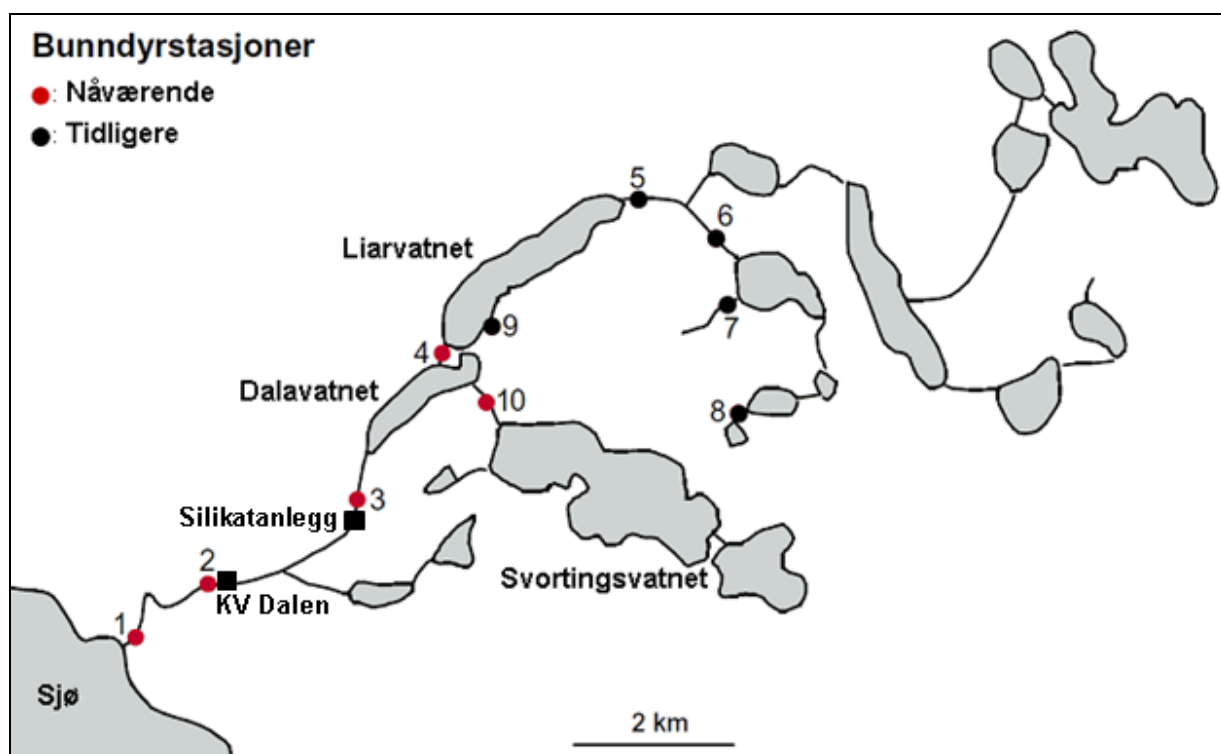 Bunndyrstasjoner
: Nåværende
: Tidligere
5
6
Liarvatnet
9
7
4
Dalavatnet
10
8
3
Silikatanlegg
2
Svortingsvatnet
KV Dalen
1
Sjø
2 km